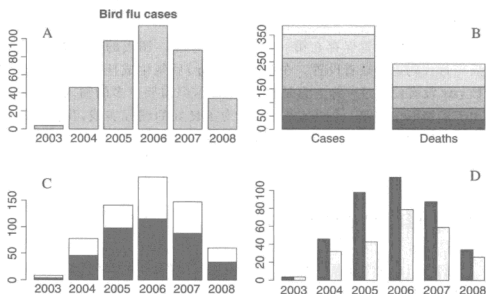 Bird flu cases
A
0 20 40 60 80 100
2003 2004 2005 2006 2007 2008
B
0 50 150 250 350
Cases Deaths
C
0 50 100 150
2003 2004 2005 2006 2007 2008
D
0 20 40 60 80 100
2003 2004 2005 2006 2007 2008